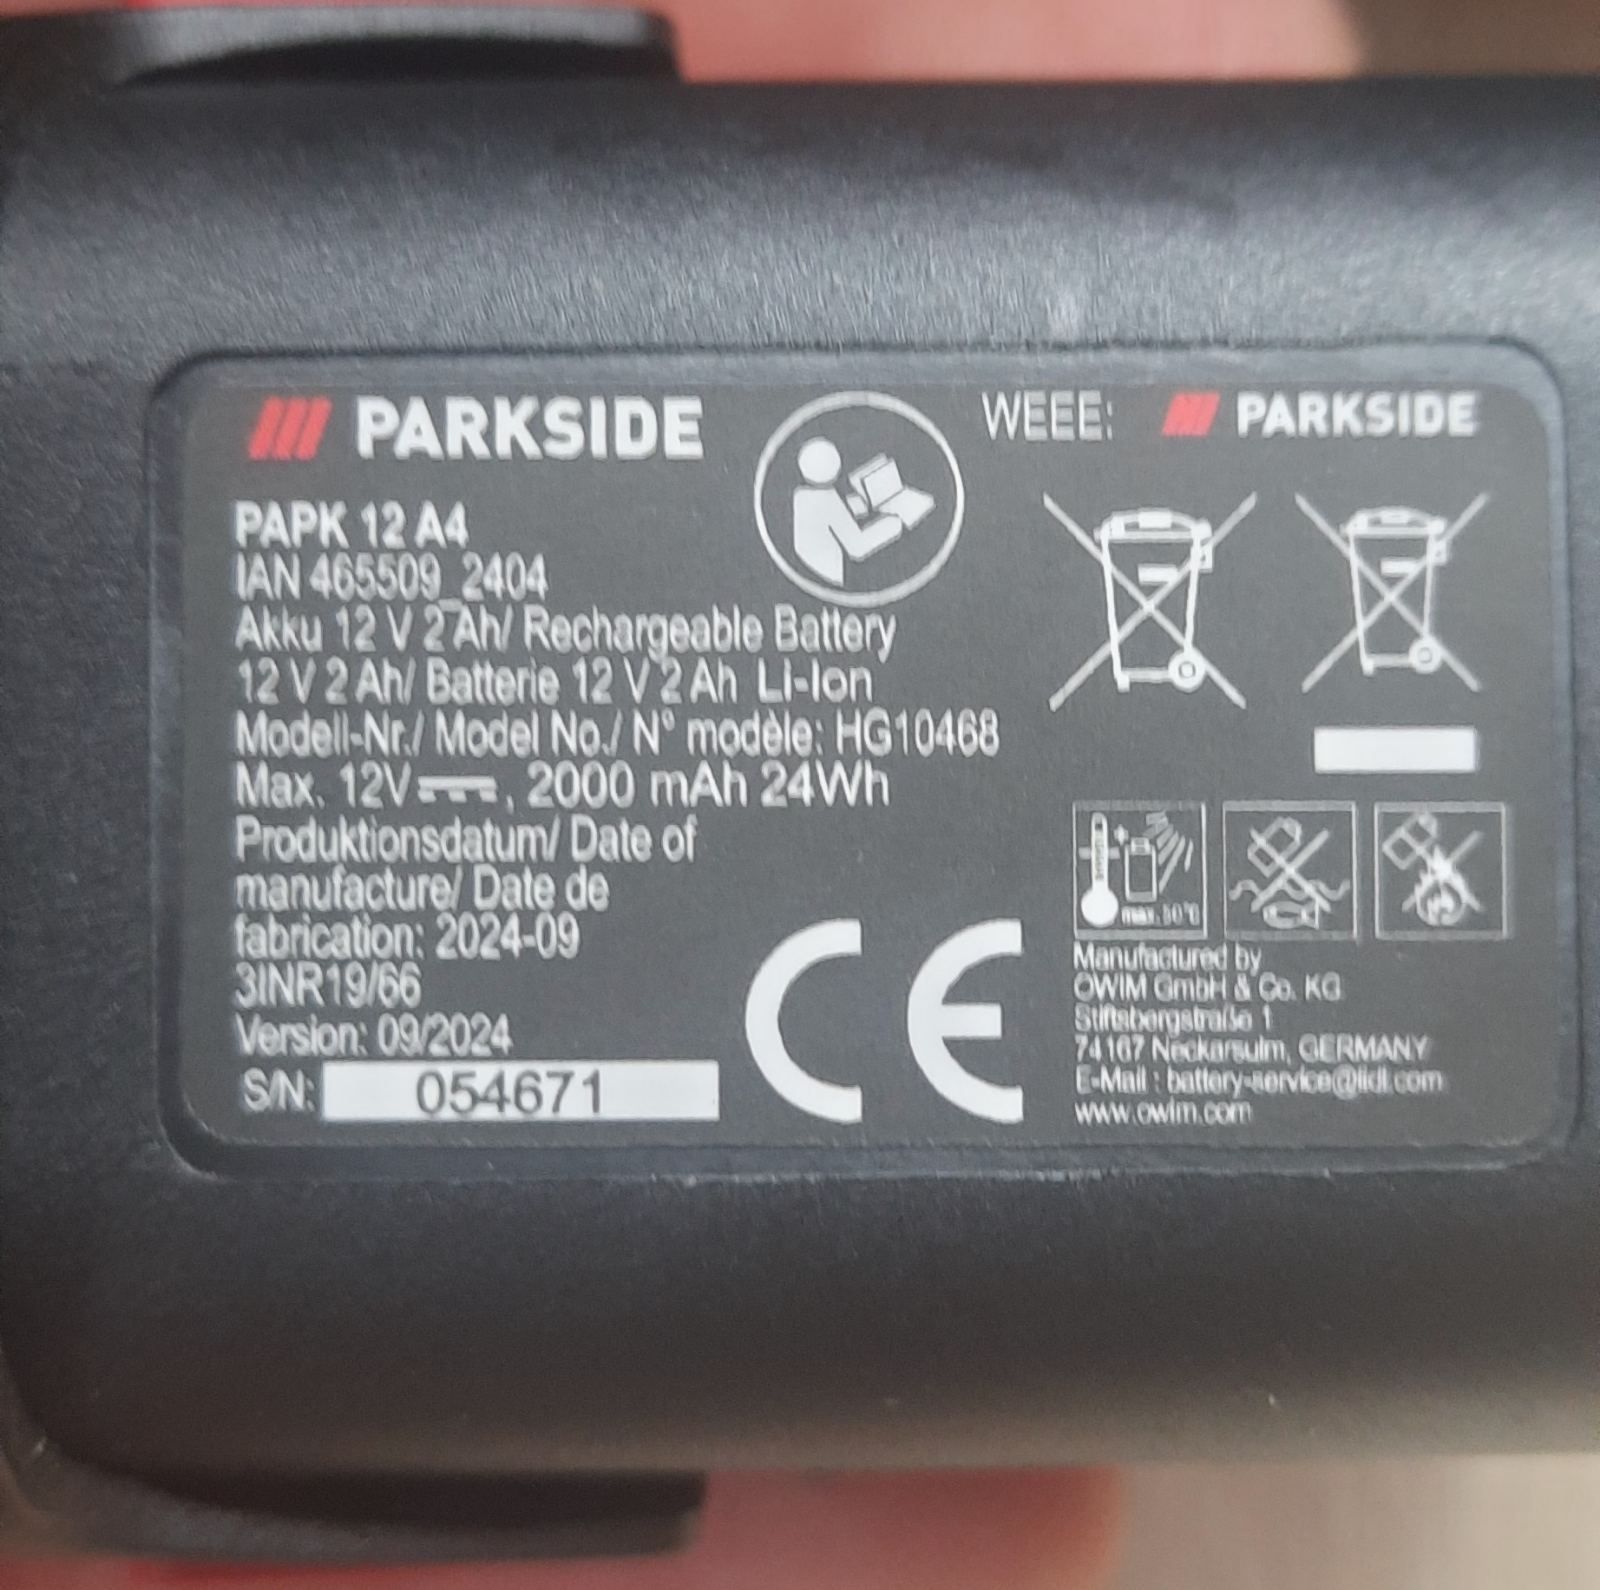 PARKSIDE
PAPK 12 A4
IAN 465509_2404
Akku 12 V 2 Ah/ Rechargeable Battery
12 V 2 Ah/ Batterie 12 V 2 Ah Li-Ion
Modell-Nr./ Model No./ N° modèle: HG10468
Max. 12V⎓, 2000 mAh 24Wh
Produktionsdatum/ Date of
manufacture/ Date de
fabrication: 2024-09
3INR19/66
Version: 09/2024
S/N: 054671
CE
WEEE: PARKSIDE
max.50°C
Manufactured by
OWIM GmbH & Co. KG
Stiftsbergstraße 1
74167 Neckarsulm, GERMANY
E-Mail : battery-service@lidl.com
www.owim.com